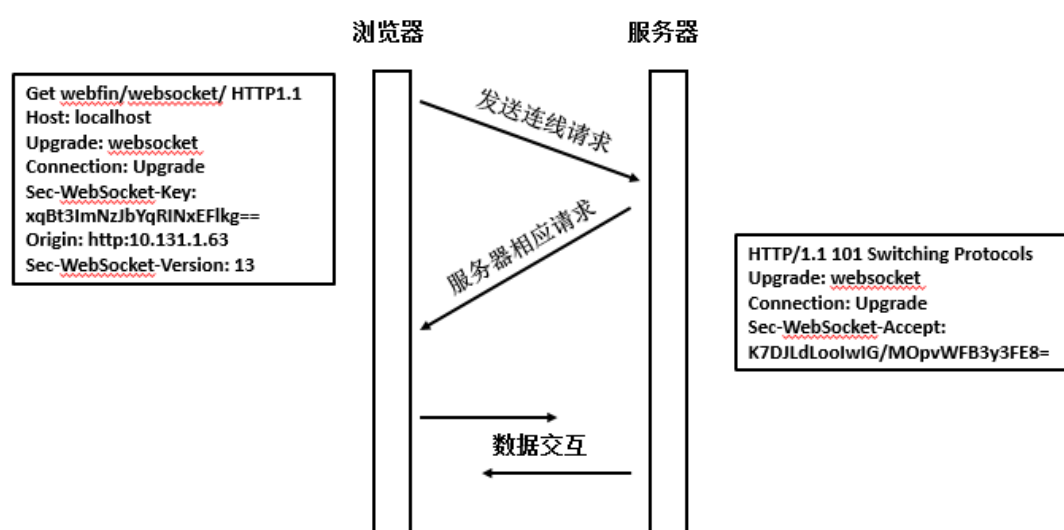 浏览器
服务器
Get webfin/websocket/ HTTP1.1
Host: localhost
Upgrade: websocket
Connection: Upgrade
Sec-WebSocket-Key:
xqBt3ImNzJbYqRINxEFlkg==
Origin: http:10.131.1.63
Sec-WebSocket-Version: 13
发送连线请求
服务器相应请求
HTTP/1.1 101 Switching Protocols
Upgrade: websocket
Connection: Upgrade
Sec-WebSocket-Accept:
K7DJLdLooIwIG/MOpvWFB3y3FE8=
数据交互